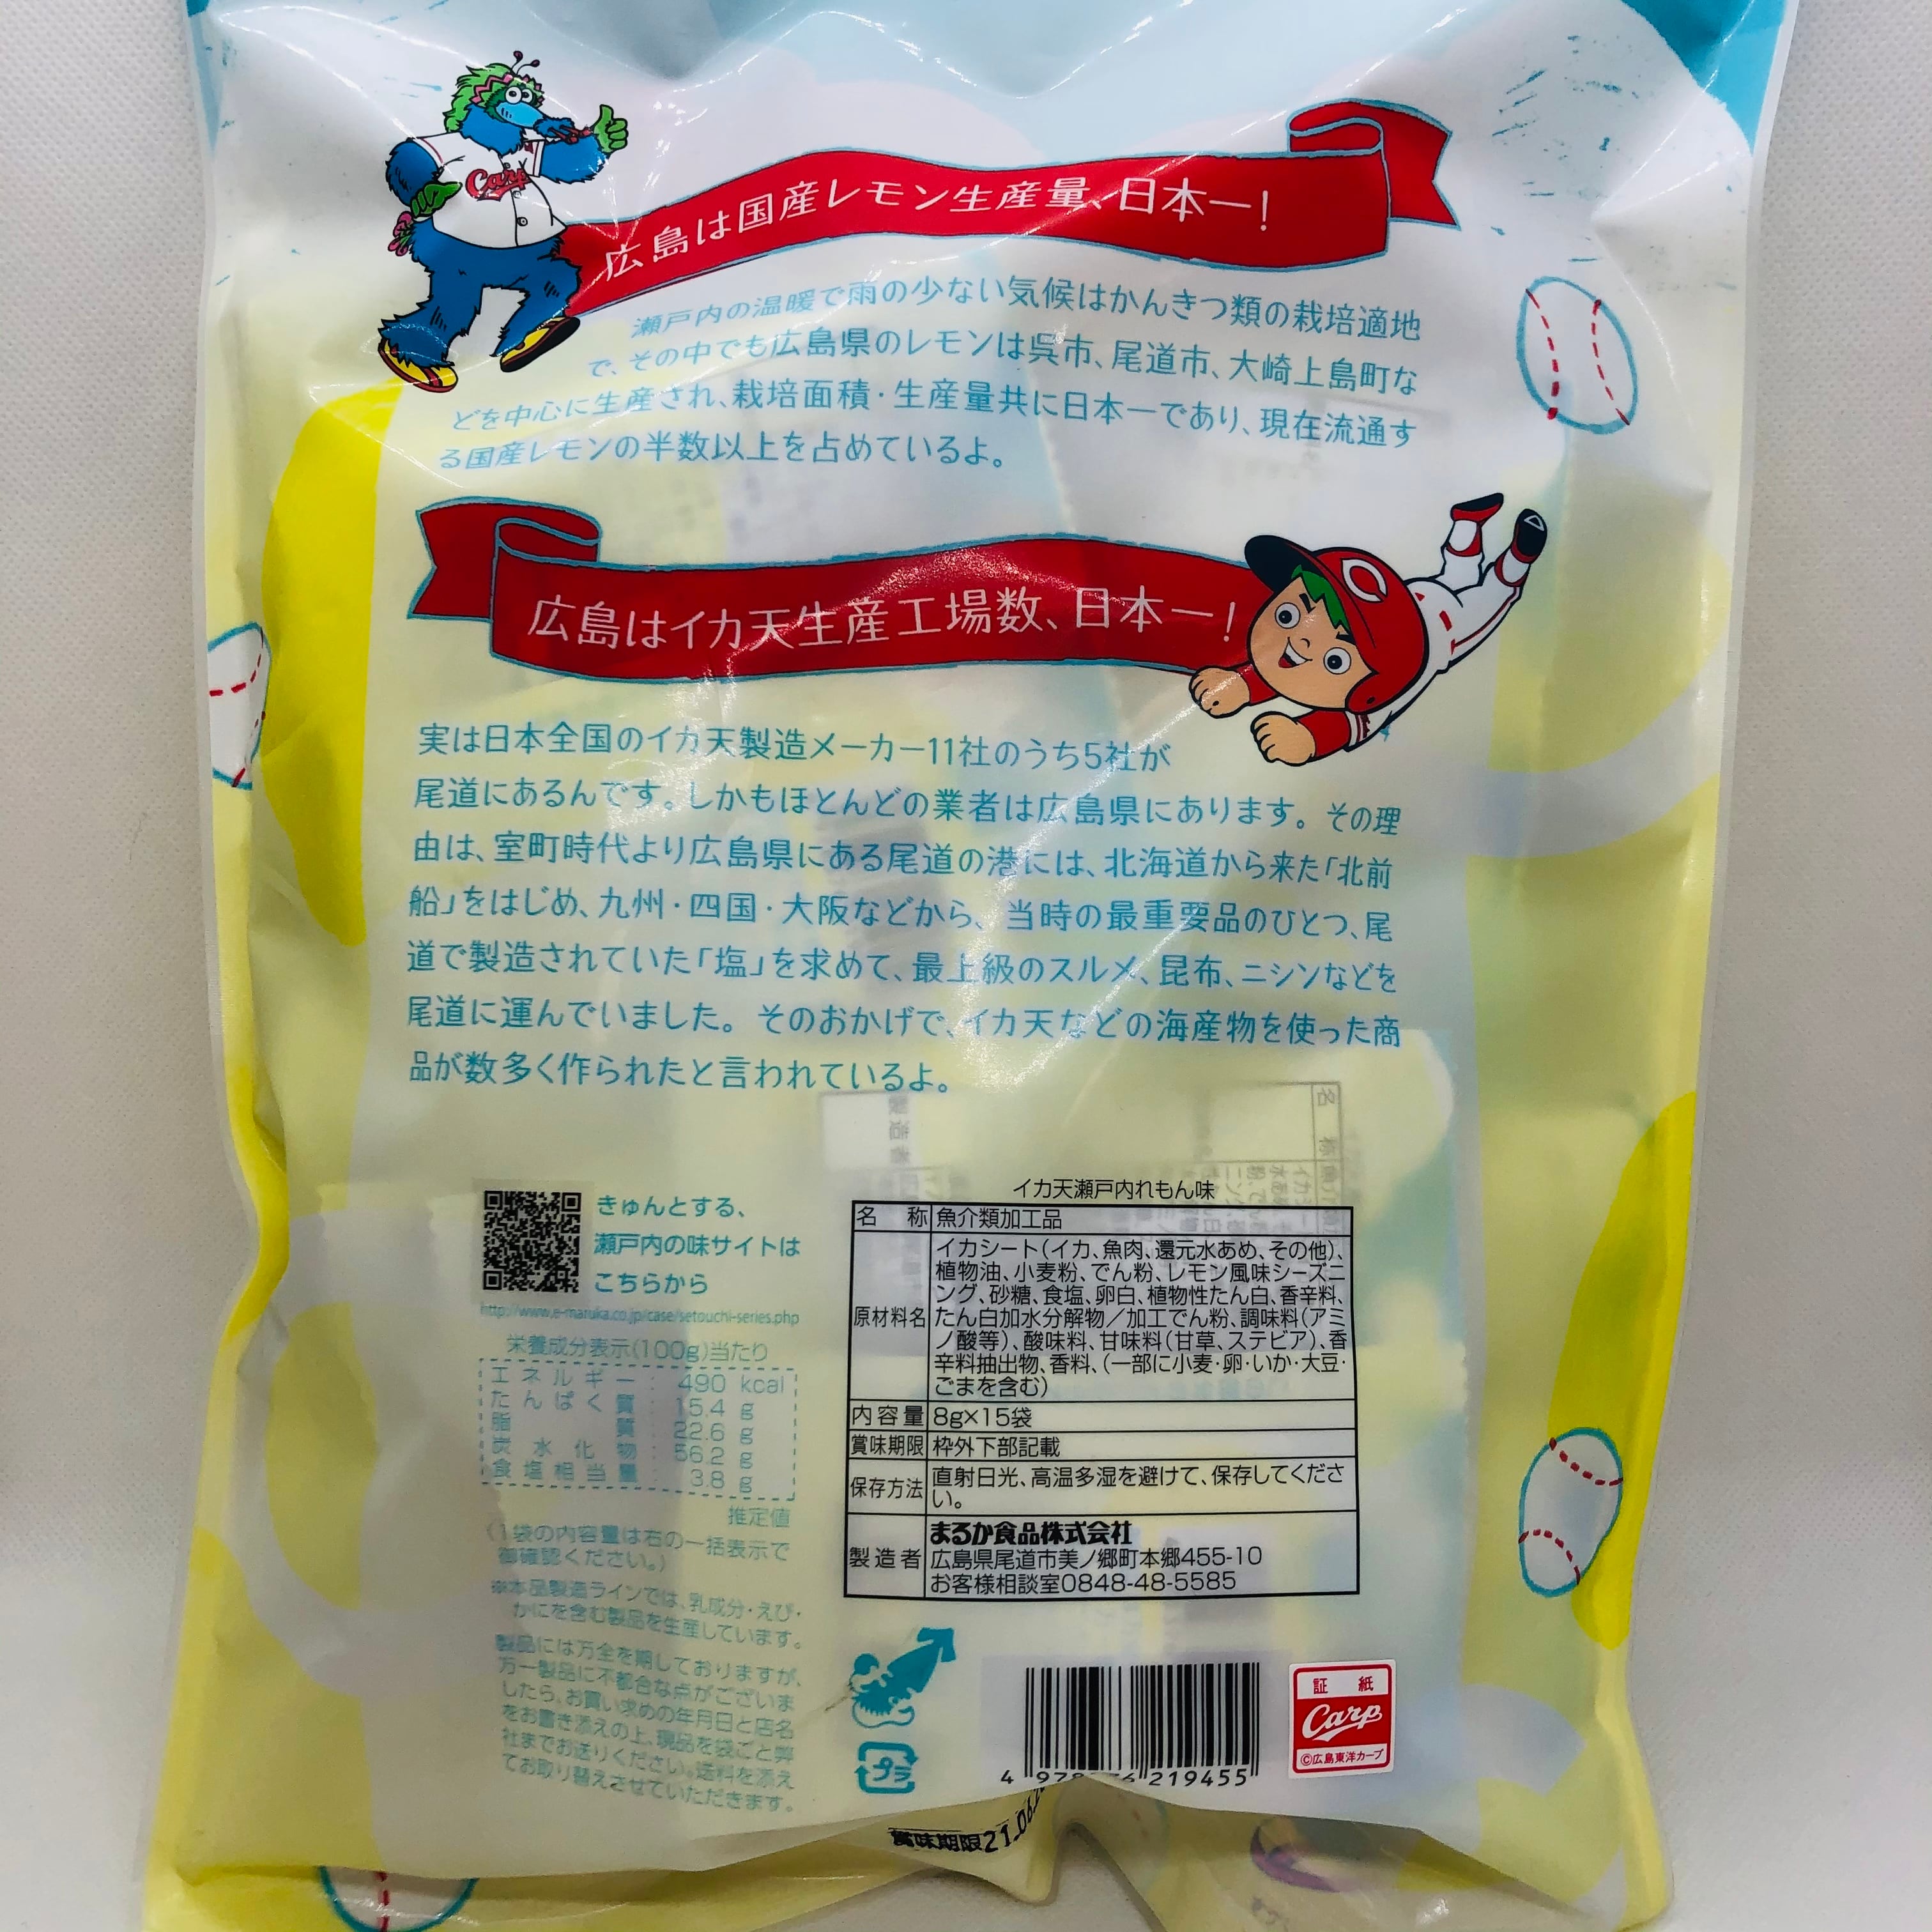 Carp
広島は国産レモン生産量、日本一!
瀬戸内の温暖で雨の少ない気候はかんきつ類の栽培適地
で、その中でも広島県のレモンは呉市、尾道市、大崎上島町な
どを中心に生産され、栽培面積・生産量共に日本一であり、現在流通す
る国産レモンの半数以上を占めているよ。
C
広島はイカ天生産工場数、日本一!
実は日本全国のイカ天製造メーカー11社のうち5社が
尾道にあるんです。しかもほとんどの業者は広島県にあります。その理
由は、室町時代より広島県にある尾道の港には、北海道から来た「北前
船」をはじめ、九州・四国・大阪などから、当時の最重要品のひとつ、尾
道で製造されていた「塩」を求めて、最上級のスルメ、昆布、ニシンなどを
尾道に運んでいました。そのおかげで、イカ天などの海産物を使った商
品が数多く作られたと言われているよ。
きゅんとする、
瀬戸内の味サイトは
こちらから
http://www.e-maruka.co.jp/case/setouchi-series.php
栄養成分表示(100g)当たり
エネルギー : 490 kcal
たんぱく質 : 15.4 g
脂質 : 22.6 g
炭水化物 : 56.2 g
食塩相当量 : 3.8 g
推定値
(1袋の内容量は右の一括表示で
御確認ください。)
※本品製造ラインでは、乳成分・えび・
かにを含む製品を生産しています。
製品には万全を期しておりますが、
万一製品に不都合な点がございま
したら、お買い求めの年月日と店名
をお書き添えの上、現品を袋ごと弊
社までお送りください。送料を添え
てお取り替えさせていただきます。
イカ天瀬戸内れもん味
名称 魚介類加工品
原材料名 イカシート(イカ、魚肉、還元水あめ、その他)、
植物油、小麦粉、でん粉、レモン風味シーズニ
ング、砂糖、食塩、卵白、植物性たん白、香辛料、
たん白加水分解物/加工でん粉、調味料(アミ
ノ酸等)、酸味料、甘味料(甘草、ステビア)、香
辛料抽出物、香料、(一部に小麦・卵・いか・大豆・
ごまを含む)
内容量 8g×15袋
賞味期限 枠外下部記載
保存方法 直射日光、高温多湿を避けて、保存してくださ
い。
製造者 まるか食品株式会社
広島県尾道市美ノ郷町本郷455-10
お客様相談室0848-48-5585
プラ
219455
証紙
Carp
©広島東洋カープ
賞味期限21.06